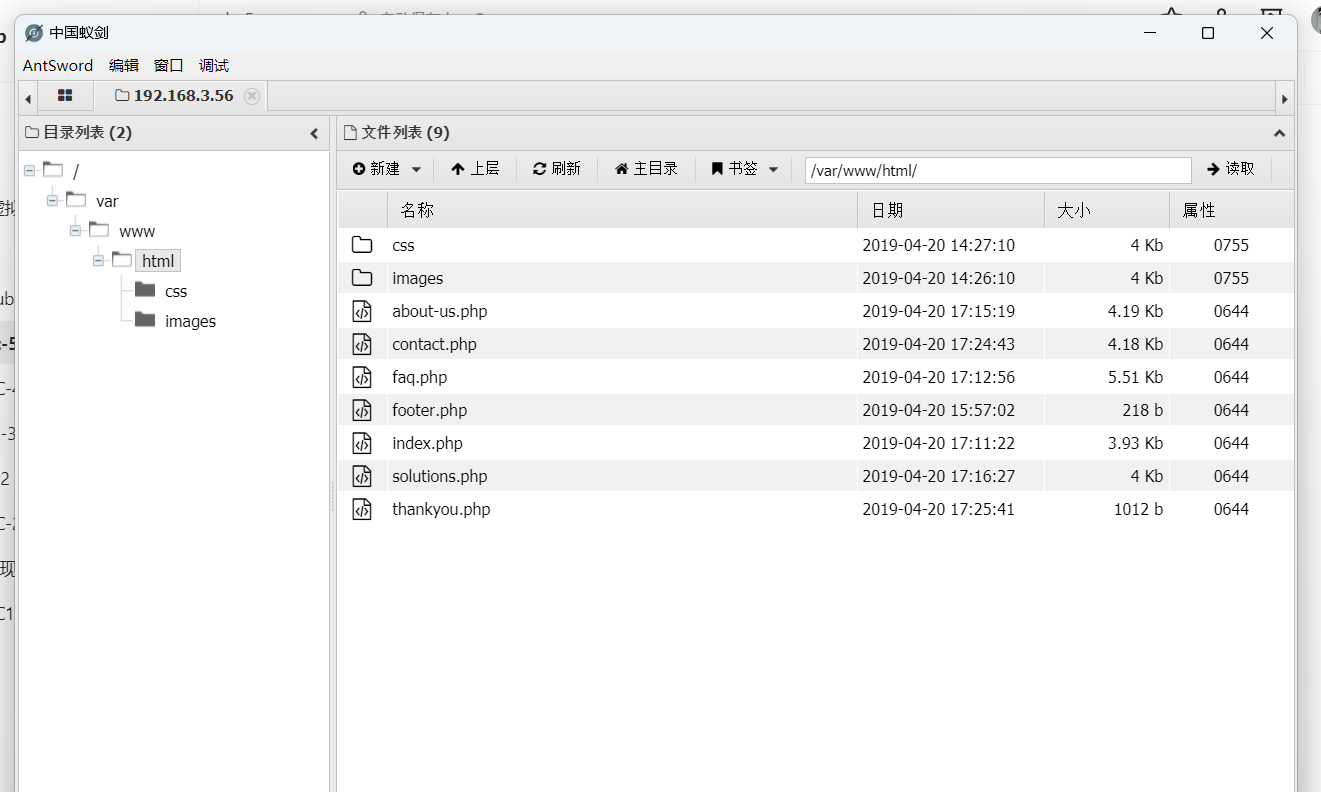 中国蚁剑
AntSword 编辑 窗口 调试
192.168.3.56
目录列表 (2)
/
var
www
html
css
images
文件列表 (9)
新建 上层 刷新 主目录 书签 /var/www/html/ 读取
名称 日期 大小 属性
css 2019-04-20 14:27:10 4 Kb 0755
images 2019-04-20 14:26:10 4 Kb 0755
about-us.php 2019-04-20 17:15:19 4.19 Kb 0644
contact.php 2019-04-20 17:24:43 4.18 Kb 0644
faq.php 2019-04-20 17:12:56 5.51 Kb 0644
footer.php 2019-04-20 15:57:02 218 b 0644
index.php 2019-04-20 17:11:22 3.93 Kb 0644
solutions.php 2019-04-20 17:16:27 4 Kb 0644
thankyou.php 2019-04-20 17:25:41 1012 b 0644